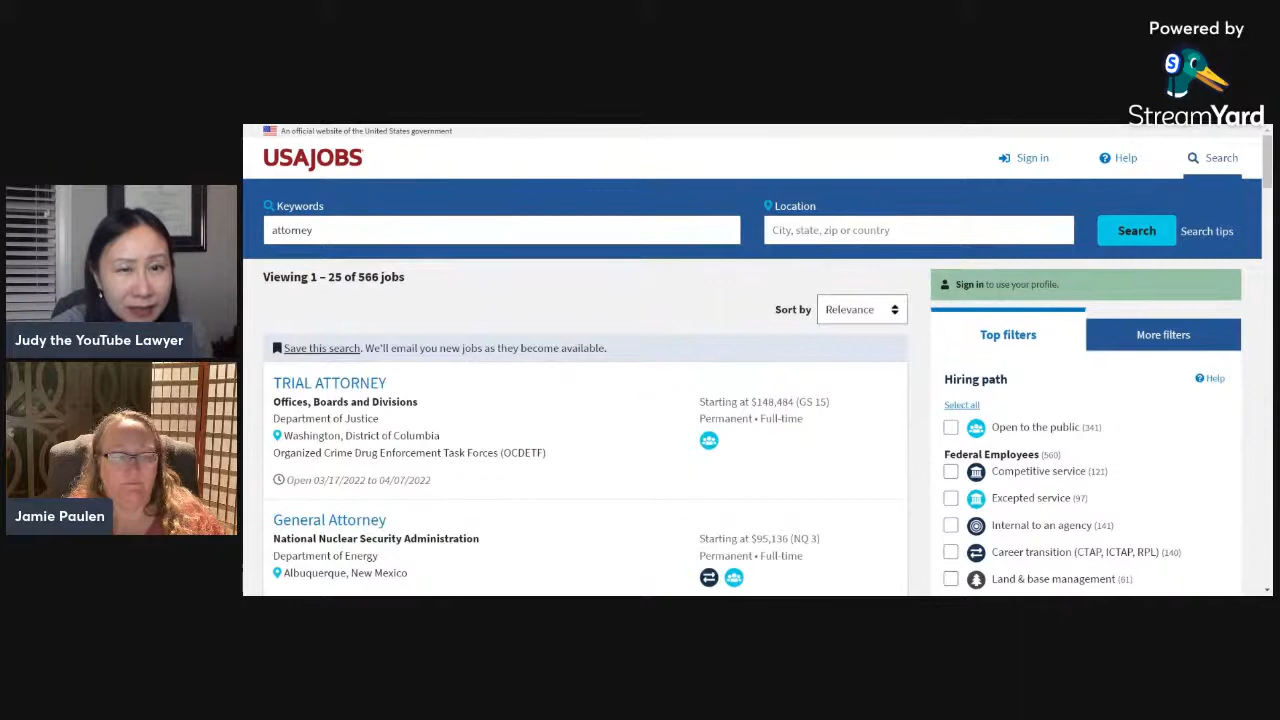 Powered by
StreamYard
An official website of the United States government
USAJOBS
Sign in
Help
Search
Keywords
Location
attorney
City, state, zip or country
Search
Search tips
Viewing 1 – 25 of 566 jobs
Sign in to use your profile.
Sort by
Relevance
Top filters
More filters
Save this search. We'll email you new jobs as they become available.
Hiring path
Help
Select all
TRIAL ATTORNEY
Offices, Boards and Divisions
Department of Justice
Washington, District of Columbia
Organized Crime Drug Enforcement Task Forces (OCDETF)
Open 03/17/2022 to 04/07/2022
Starting at $148,484 (GS 15)
Permanent • Full-time
General Attorney
National Nuclear Security Administration
Department of Energy
Albuquerque, New Mexico
Starting at $95,136 (NQ 3)
Permanent • Full-time
Open to the public (341)
Federal Employees (560)
Competitive service (121)
Excepted service (97)
Internal to an agency (141)
Career transition (CTAP, ICTAP, RPL) (140)
Land & base management (61)
Judy the YouTube Lawyer
Jamie Paulen
S